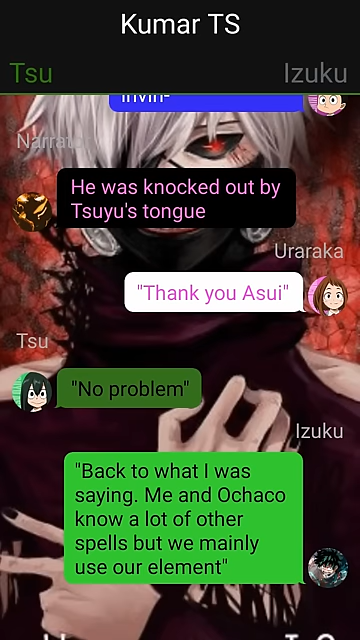 Kumar TS
Tsu
Izuku
invin-
Narrator
He was knocked out by
Tsuyu's tongue
Uraraka
"Thank you Asui"
Tsu
"No problem"
Izuku
"Back to what I was
saying. Me and Ochaco
know a lot of other
spells but we mainly
use our element"